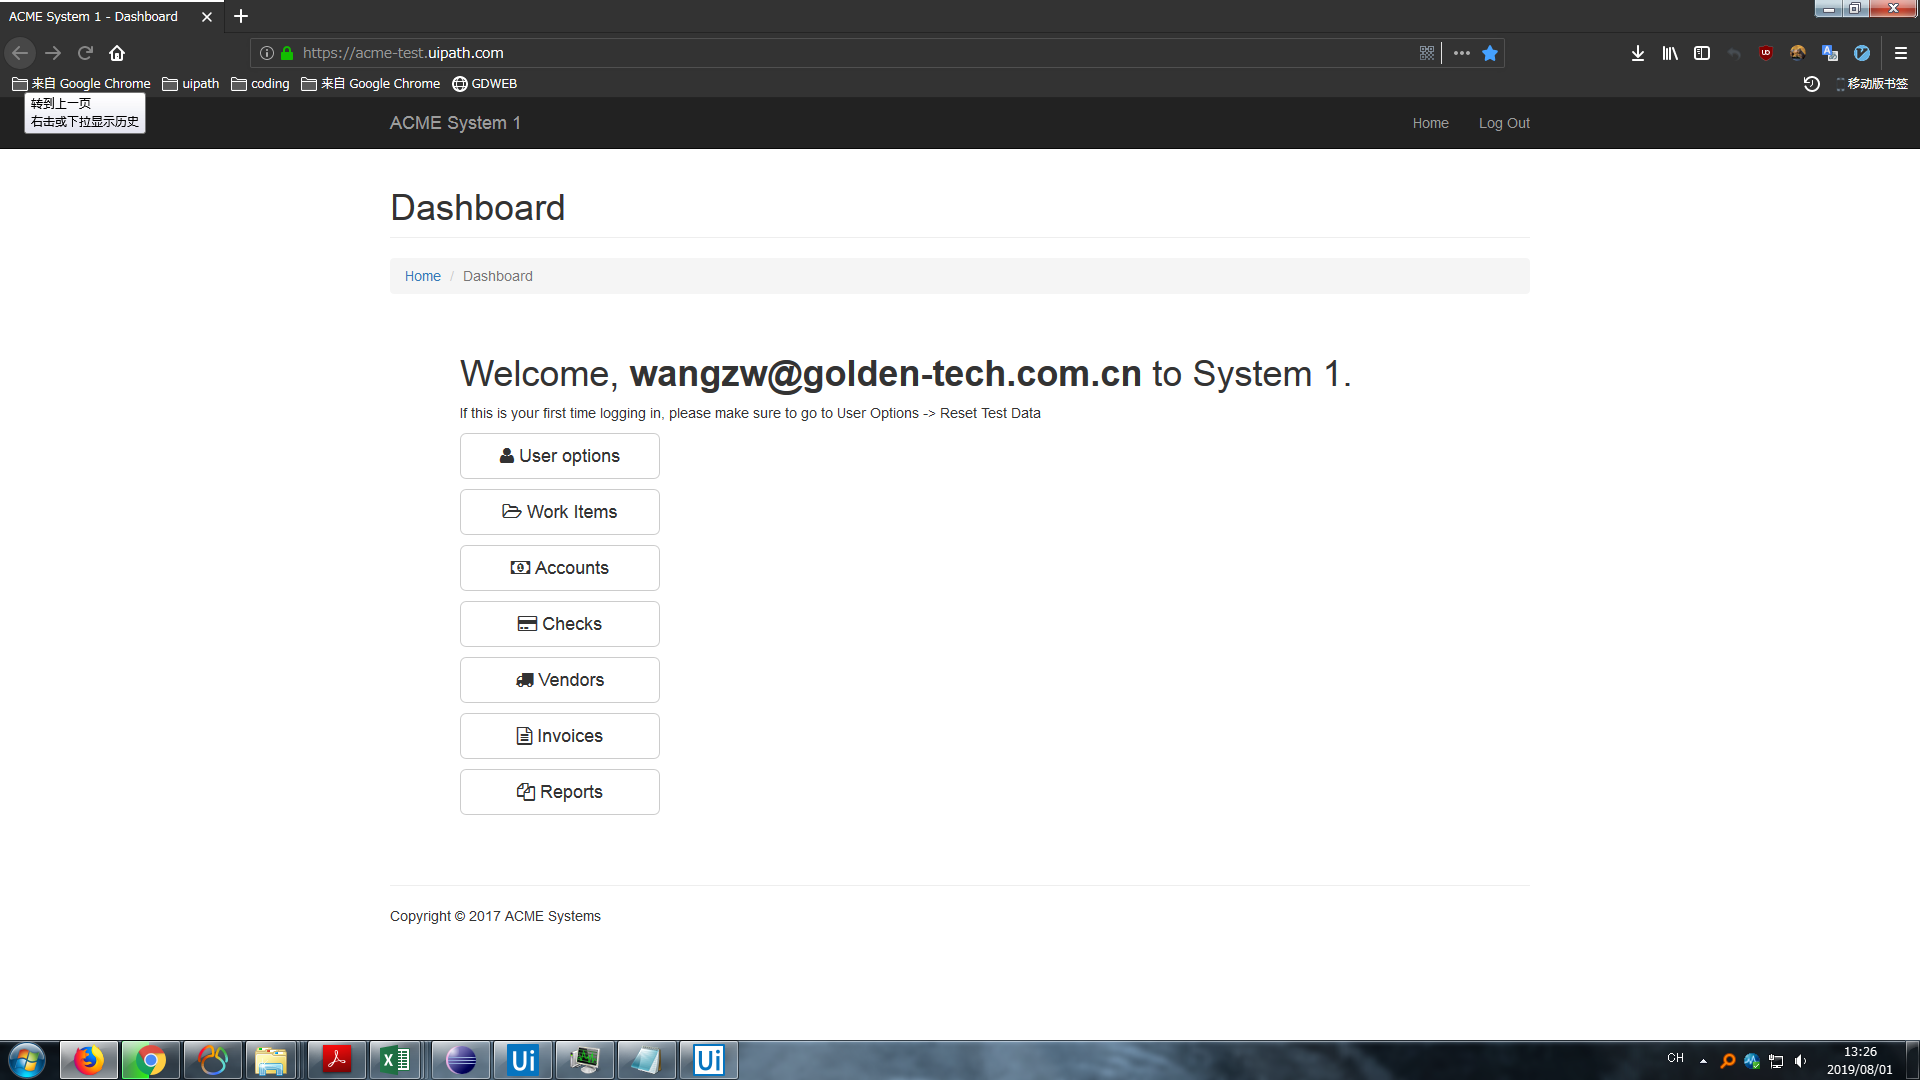 ACME System 1 - Dashboard
https://acme-test.uipath.com
来自 Google Chrome
uipath
coding
来自 Google Chrome
GDWEB
移动版书签
转到上一页
右击或下拉显示历史
ACME System 1
Home
Log Out
Dashboard
Home / Dashboard
Welcome, wangzw@golden-tech.com.cn to System 1.
If this is your first time logging in, please make sure to go to User Options -> Reset Test Data
User options
Work Items
Accounts
Checks
Vendors
Invoices
Reports
Copyright © 2017 ACME Systems
Ui
Ui
CH
13:26
2019/08/01